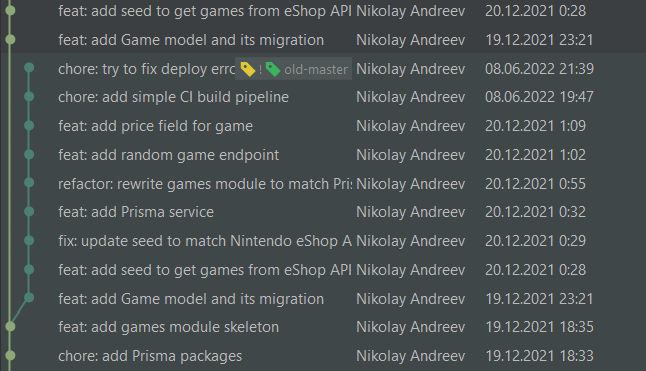 feat: add seed to get games from eShop API Nikolay Andreev 20.12.2021 0:28
feat: add Game model and its migration Nikolay Andreev 19.12.2021 23:21
chore: try to fix deploy errc ! old-master Nikolay Andreev 08.06.2022 21:39
chore: add simple CI build pipeline Nikolay Andreev 08.06.2022 19:47
feat: add price field for game Nikolay Andreev 20.12.2021 1:09
feat: add random game endpoint Nikolay Andreev 20.12.2021 1:02
refactor: rewrite games module to match Pris Nikolay Andreev 20.12.2021 0:55
feat: add Prisma service Nikolay Andreev 20.12.2021 0:32
fix: update seed to match Nintendo eShop A Nikolay Andreev 20.12.2021 0:29
feat: add seed to get games from eShop API Nikolay Andreev 20.12.2021 0:28
feat: add Game model and its migration Nikolay Andreev 19.12.2021 23:21
feat: add games module skeleton Nikolay Andreev 19.12.2021 18:35
chore: add Prisma packages Nikolay Andreev 19.12.2021 18:33